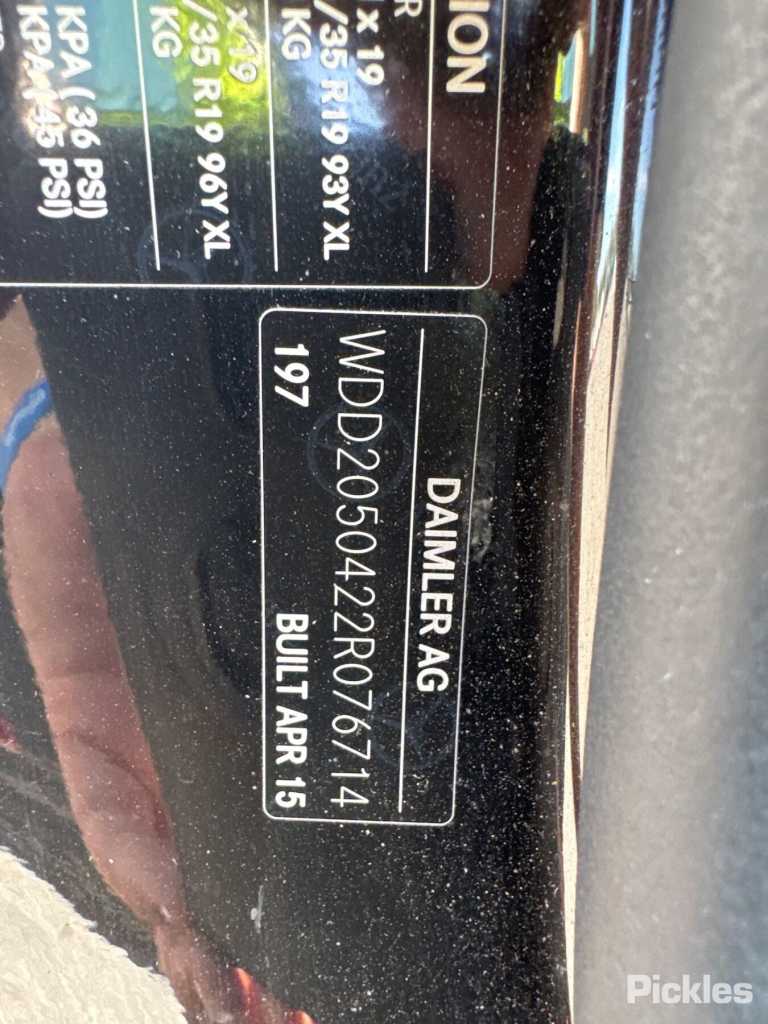 ION
R
x 19
/35 R19 93Y XL
KG
x 19
/35 R19 96Y XL
KG
KPA ( 36 PSI)
KPA ( 45 PSI)
DAIMLER AG
WDD2050422R076714
197 BUILT APR 15
Pickles